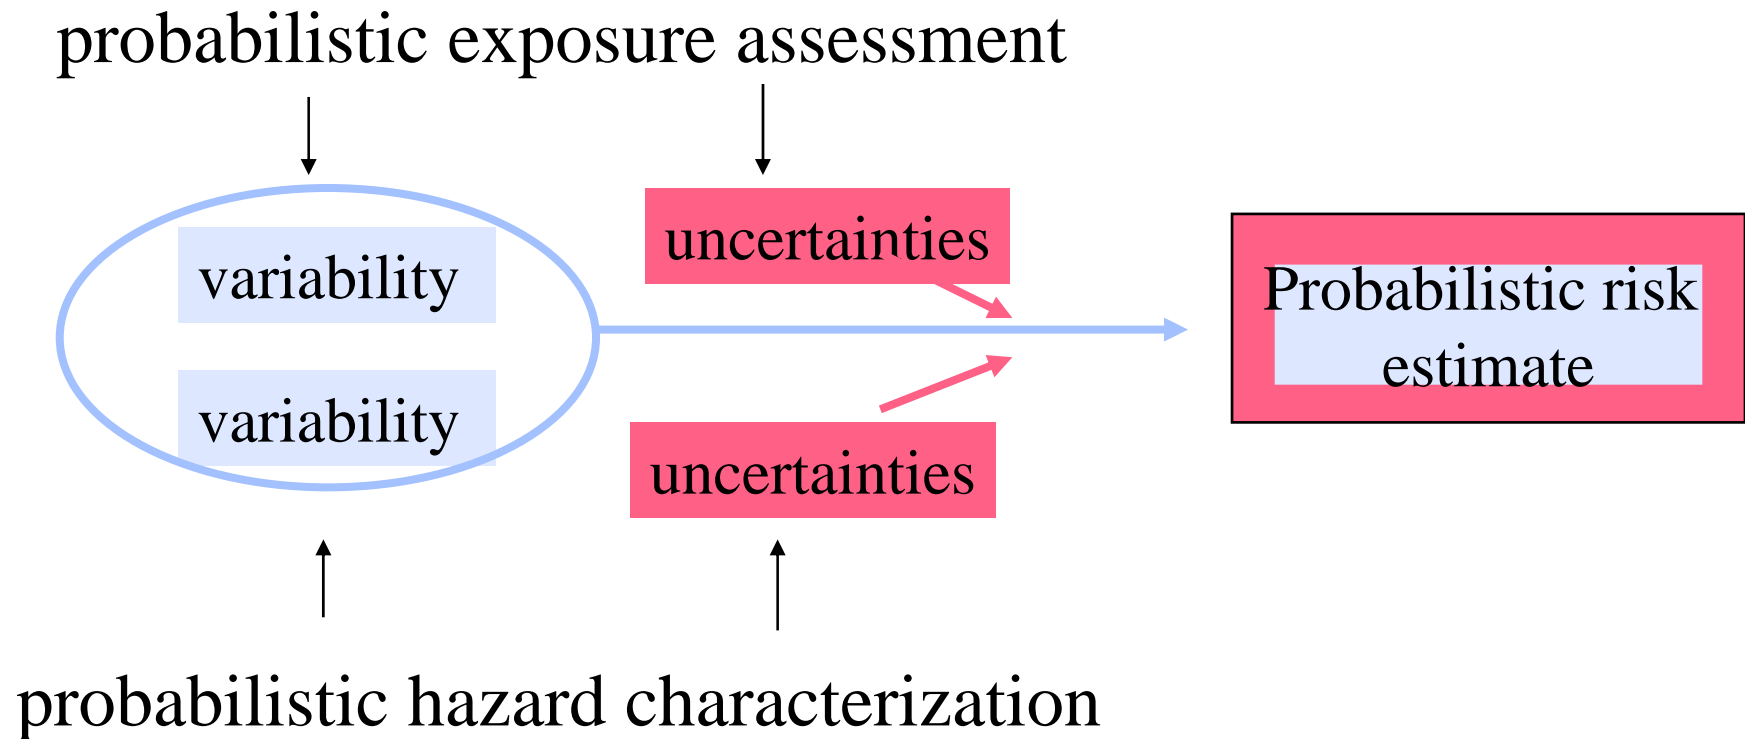 probabilistic exposure assessment
uncertainties
variability
Probabilistic risk
estimate
variability
uncertainties
probabilistic hazard characterization